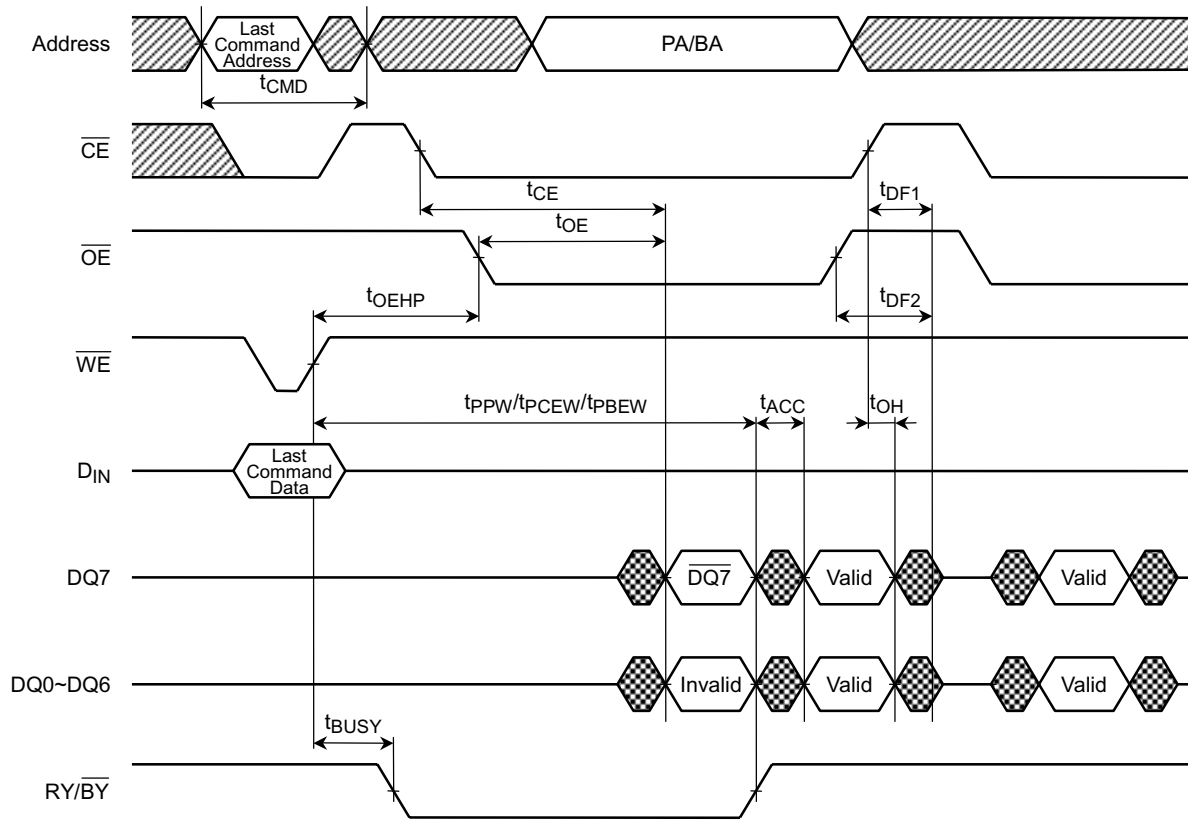 Address
Last
Command
Address
PA/BA
tCMD
CE
tCE
tDF1
tOE
OE
tOEHP
tDF2
WE
tPPW/tPCEW/tPBEW
tACC
tOH
DIN
Last
Command
Data
DQ7
DQ7
Valid
Valid
DQ0~DQ6
Invalid
Valid
Valid
tBUSY
RY/BY